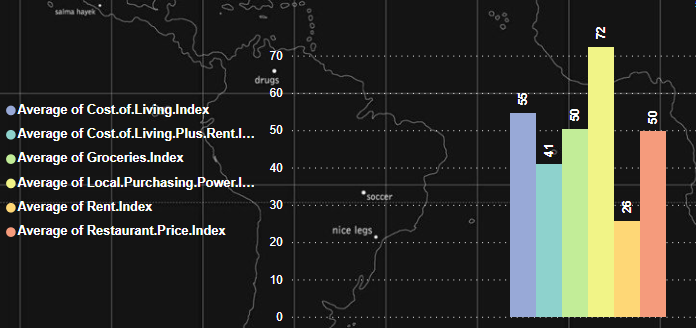 salma hayek
drugs
soccer
nice legs
Average of Cost.of.Living.Index
Average of Cost.of.Living.Plus.Rent.I...
Average of Groceries.Index
Average of Local.Purchasing.Power.I...
Average of Rent.Index
Average of Restaurant.Price.Index
70
60
50
40
30
20
10
0
55
41
50
72
26
50